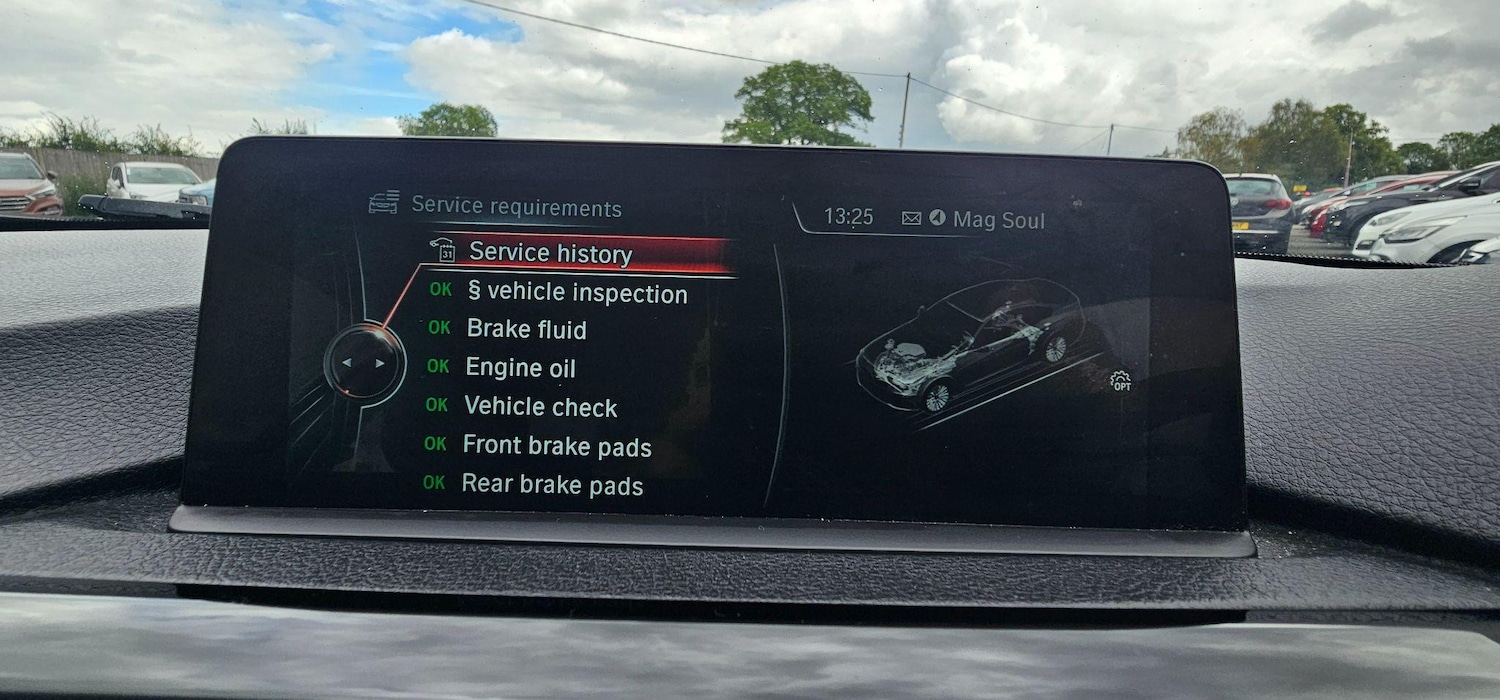 Service requirements
13:25 Mag Soul
31 Service history
OK § vehicle inspection
OK Brake fluid
OK Engine oil
OK Vehicle check
OK Front brake pads
OK Rear brake pads
OPT